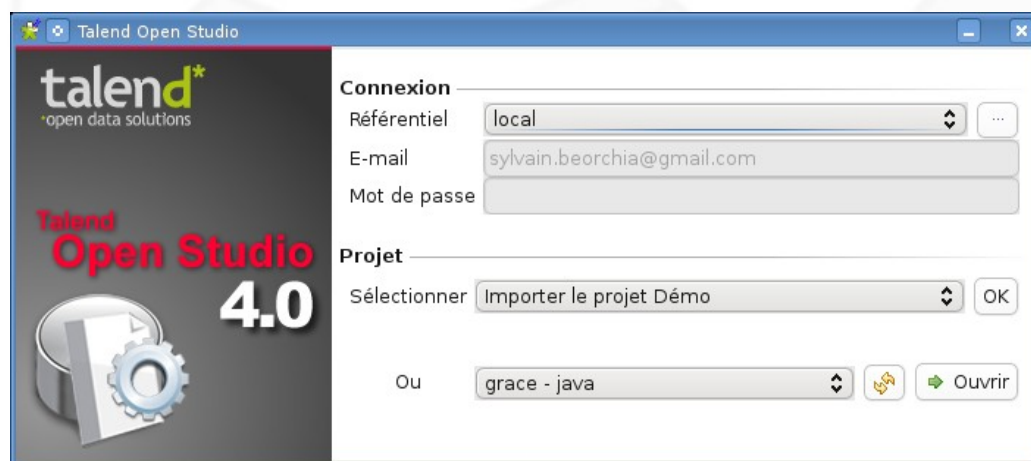 Talend Open Studio
talend*
*open data solutions
Talend
Open Studio
4.0
Connexion
Référentiel local ...
E-mail sylvain.beorchia@gmail.com
Mot de passe
Projet
Sélectionner Importer le projet Démo OK
Ou grace - java Ouvrir